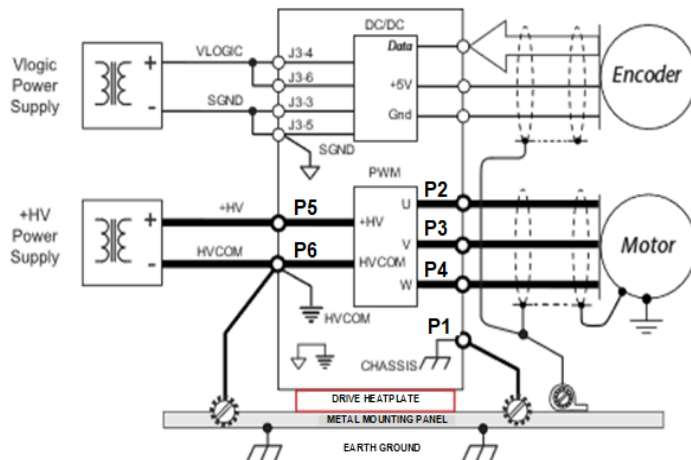 DC/DC
Vlogic
Power
Supply
+
-
VLOGIC
SGND
J3-4
J3-6
J3-3
J3-5
SGND
Data
+5V
Gnd
Encoder
PWM
+HV
Power
Supply
+
-
+HV
HVCOM
P5
P6
+HV
HVCOM
U
V
W
P2
P3
P4
Motor
HVCOM
P1
CHASSIS
DRIVE HEATPLATE
METAL MOUNTING PANEL
EARTH GROUND